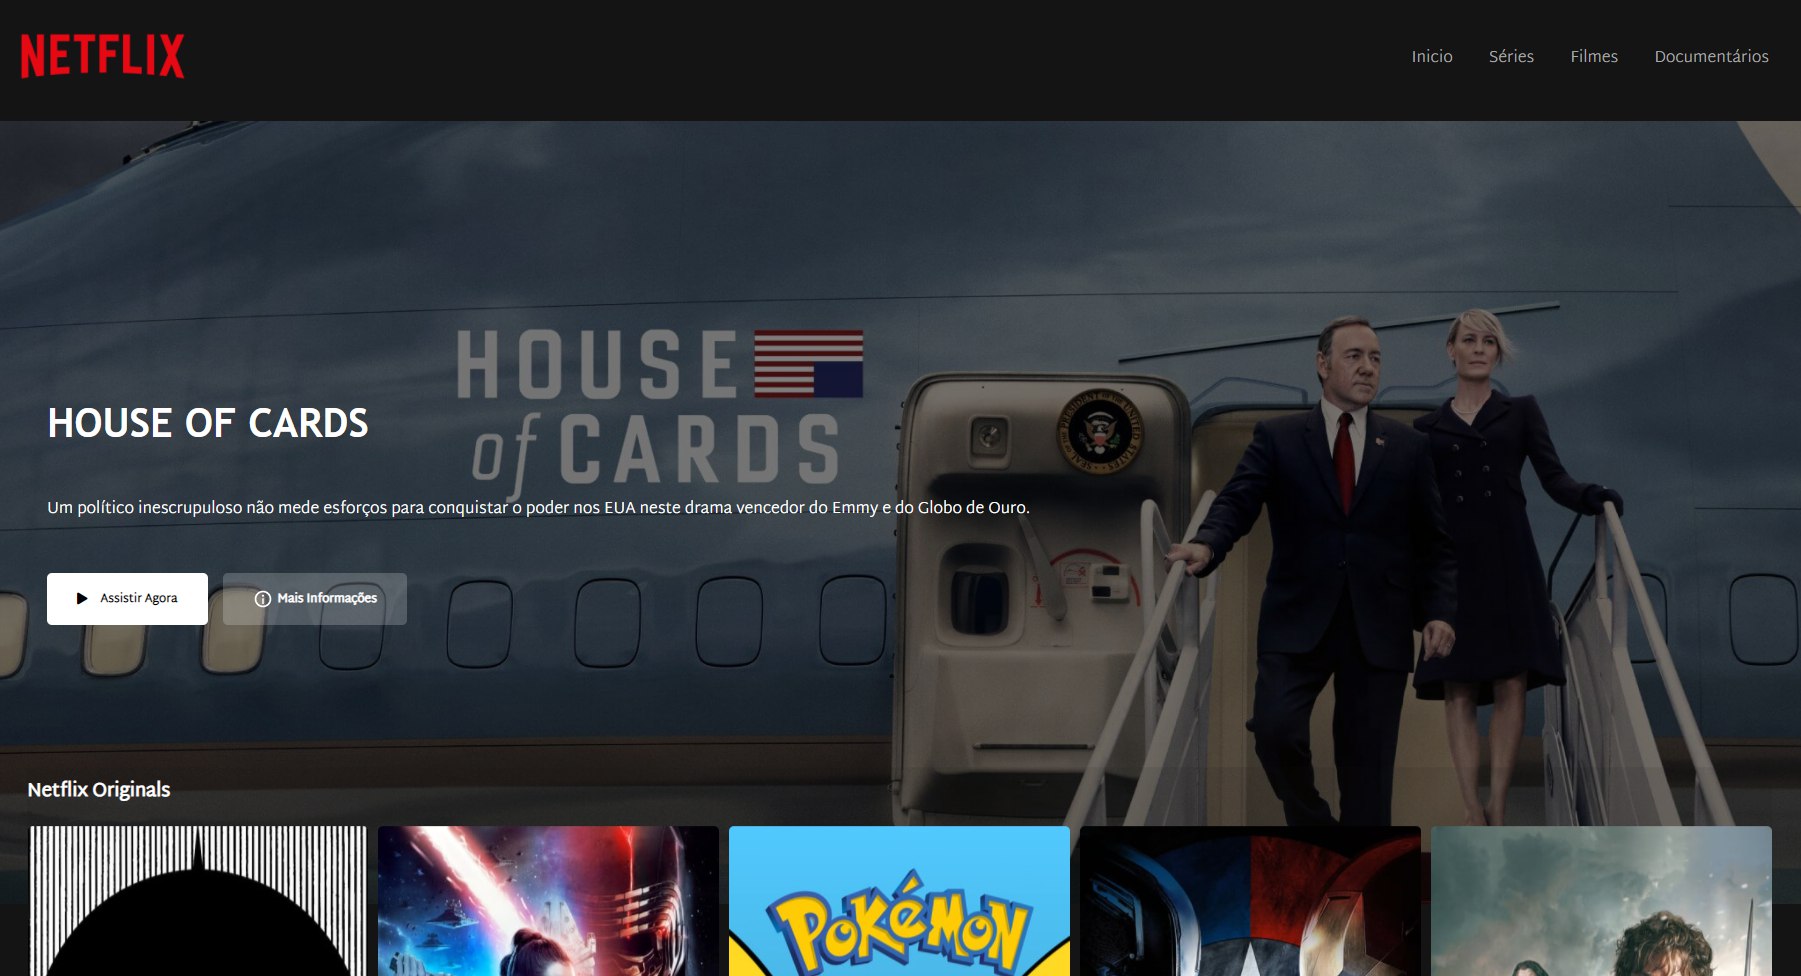 NETFLIX
Inicio Séries Filmes Documentários
HOUSE
of CARDS
HOUSE OF CARDS
Um político inescrupuloso não mede esforços para conquistar o poder nos EUA neste drama vencedor do Emmy e do Globo de Ouro.
Assistir Agora
Mais Informações
Netflix Originals
POKéMON